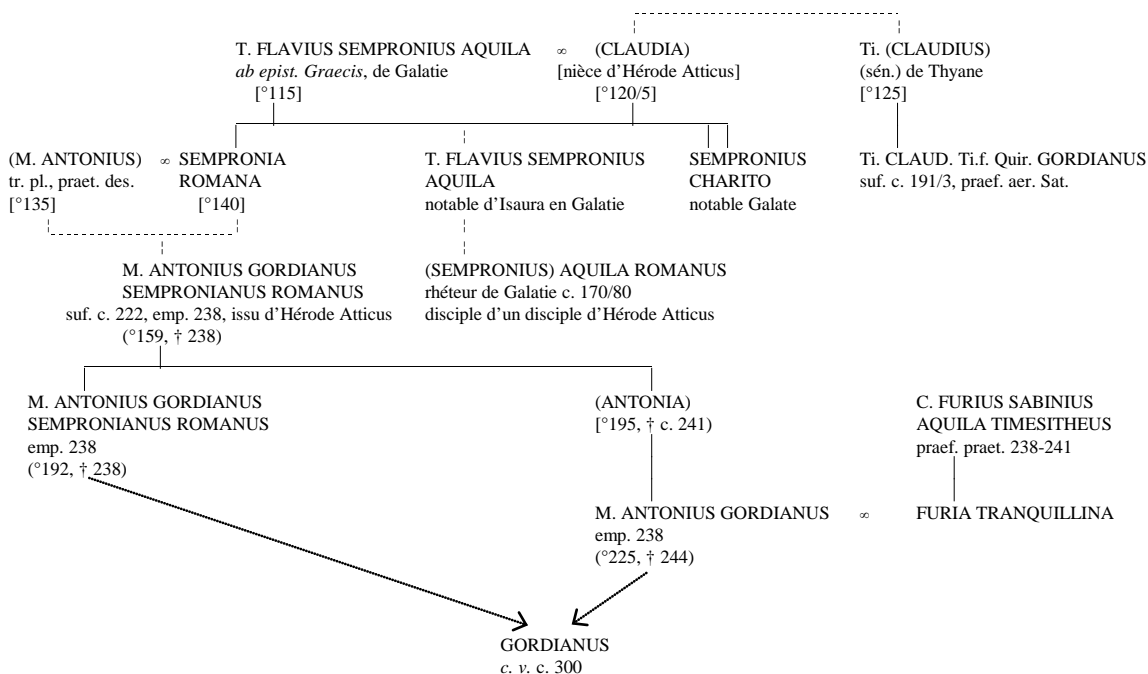 T. FLAVIUS SEMPRONIUS AQUILA ∞ (CLAUDIA) Ti. (CLAUDIUS)
ab epist. Graecis, de Galatie [nièce d'Hérode Atticus] (sén.) de Thyane
[°115] [°120/5] [°125]
(M. ANTONIUS) ∞ SEMPRONIA T. FLAVIUS SEMPRONIUS SEMPRONIUS Ti. CLAUD. Ti.f. Quir. GORDIANUS
tr. pl., praet. des. ROMANA AQUILA CHARITO suf. c. 191/3, praef. aer. Sat.
[°135] [°140] notable d'Isaura en Galatie notable Galate
M. ANTONIUS GORDIANUS (SEMPRONIUS) AQUILA ROMANUS
SEMPRONIANUS ROMANUS rhéteur de Galatie c. 170/80
suf. c. 222, emp. 238, issu d'Hérode Atticus disciple d'un disciple d'Hérode Atticus
(°159, † 238)
M. ANTONIUS GORDIANUS (ANTONIA) C. FURIUS SABINIUS
SEMPRONIANUS ROMANUS [°195, † c. 241) AQUILA TIMESITHEUS
emp. 238 praef. praet. 238-241
(°192, † 238)
M. ANTONIUS GORDIANUS ∞ FURIA TRANQUILLINA
emp. 238
(°225, † 244)
GORDIANUS
c. v. c. 300